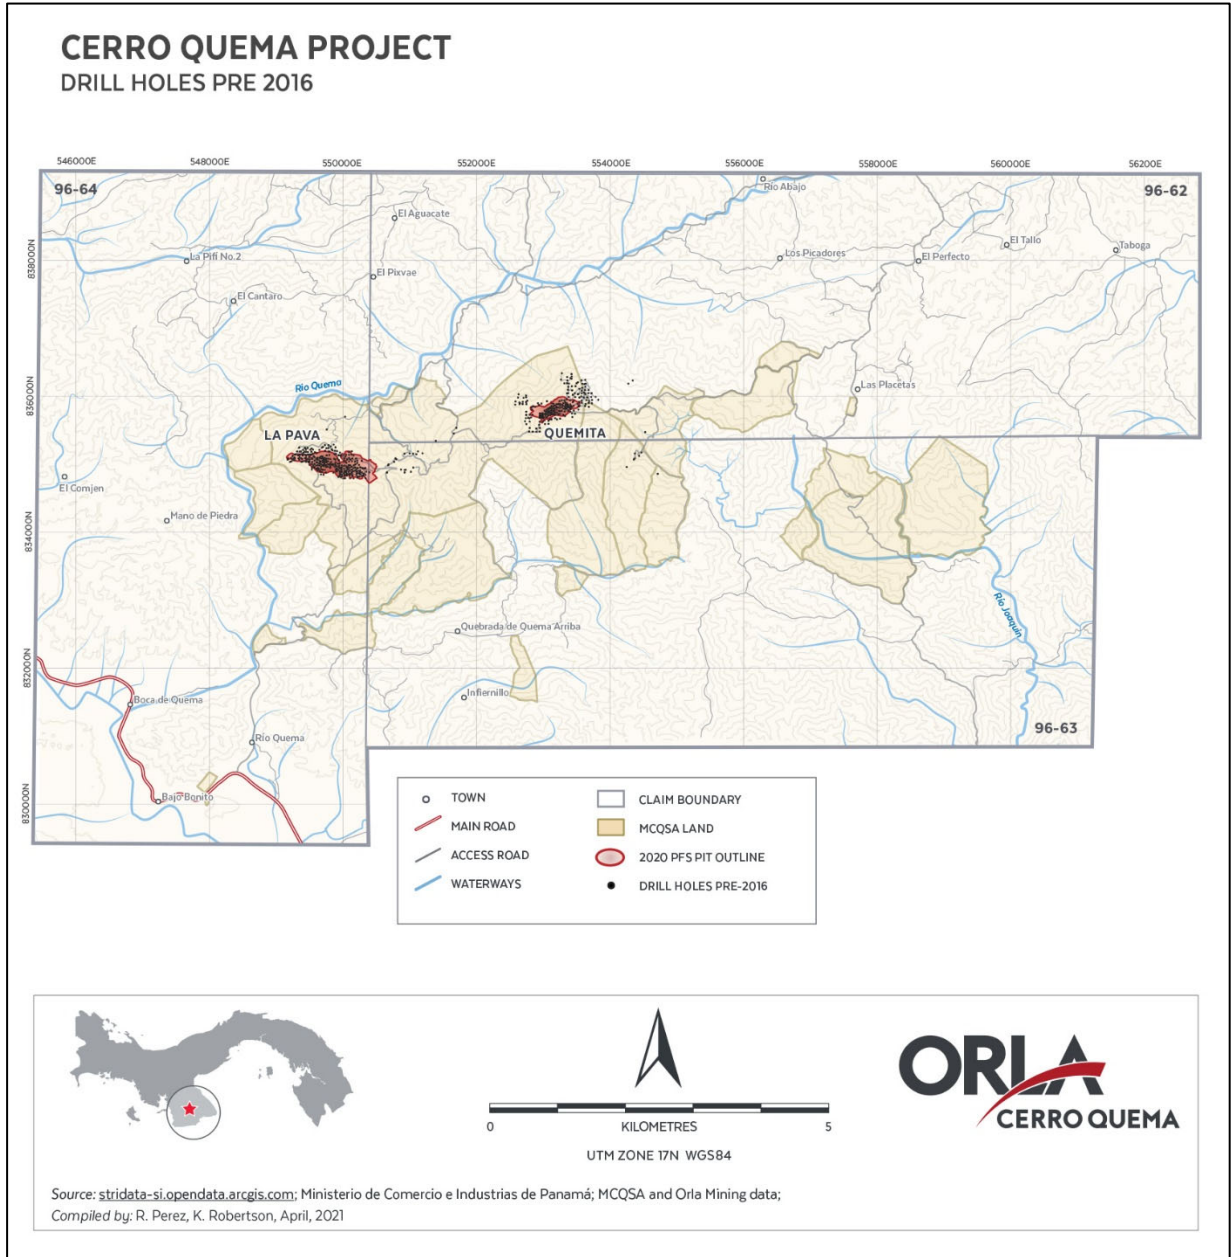 CERRO QUEMA PROJECT
DRILL HOLES PRE 2016
546000E 548000E 550000E 552000E 554000E 556000E 558000E 560000E 56200E
96-64
96-62
Río Abajo
El Aguacate
El Tallo
Taboga
838000N
La Pifi No.2
Los Picadores
El Perfecto
El Pixvae
El Cantaro
Río Quema
836000N
Las Placetas
LA PAVA
QUEMITA
El Comjen
Mano de Piedra
834000N
Río Joaquin
Quebrada de Quema Arriba
832000N
Boca de Quema
Infiernillo
Río Quema
96-63
830000N
Bajo Bonito
TOWN
MAIN ROAD
ACCESS ROAD
WATERWAYS
CLAIM BOUNDARY
MCQSA LAND
2020 PFS PIT OUTLINE
DRILL HOLES PRE-2016
0 KILOMETRES 5
UTM ZONE 17N WGS84
ORLA
CERRO QUEMA
Source: stridata-si.opendata.arcgis.com; Ministerio de Comercio e Industrias de Panamá; MCQSA and Orla Mining data;
Compiled by: R. Perez, K. Robertson, April, 2021